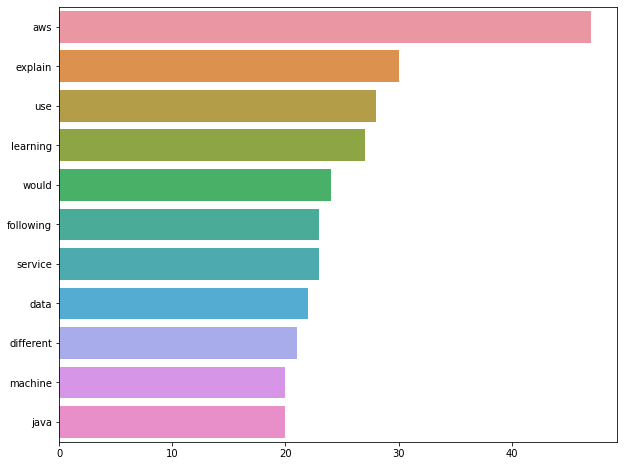 aws
explain
use
learning
would
following
service
data
different
machine
java
0 10 20 30 40